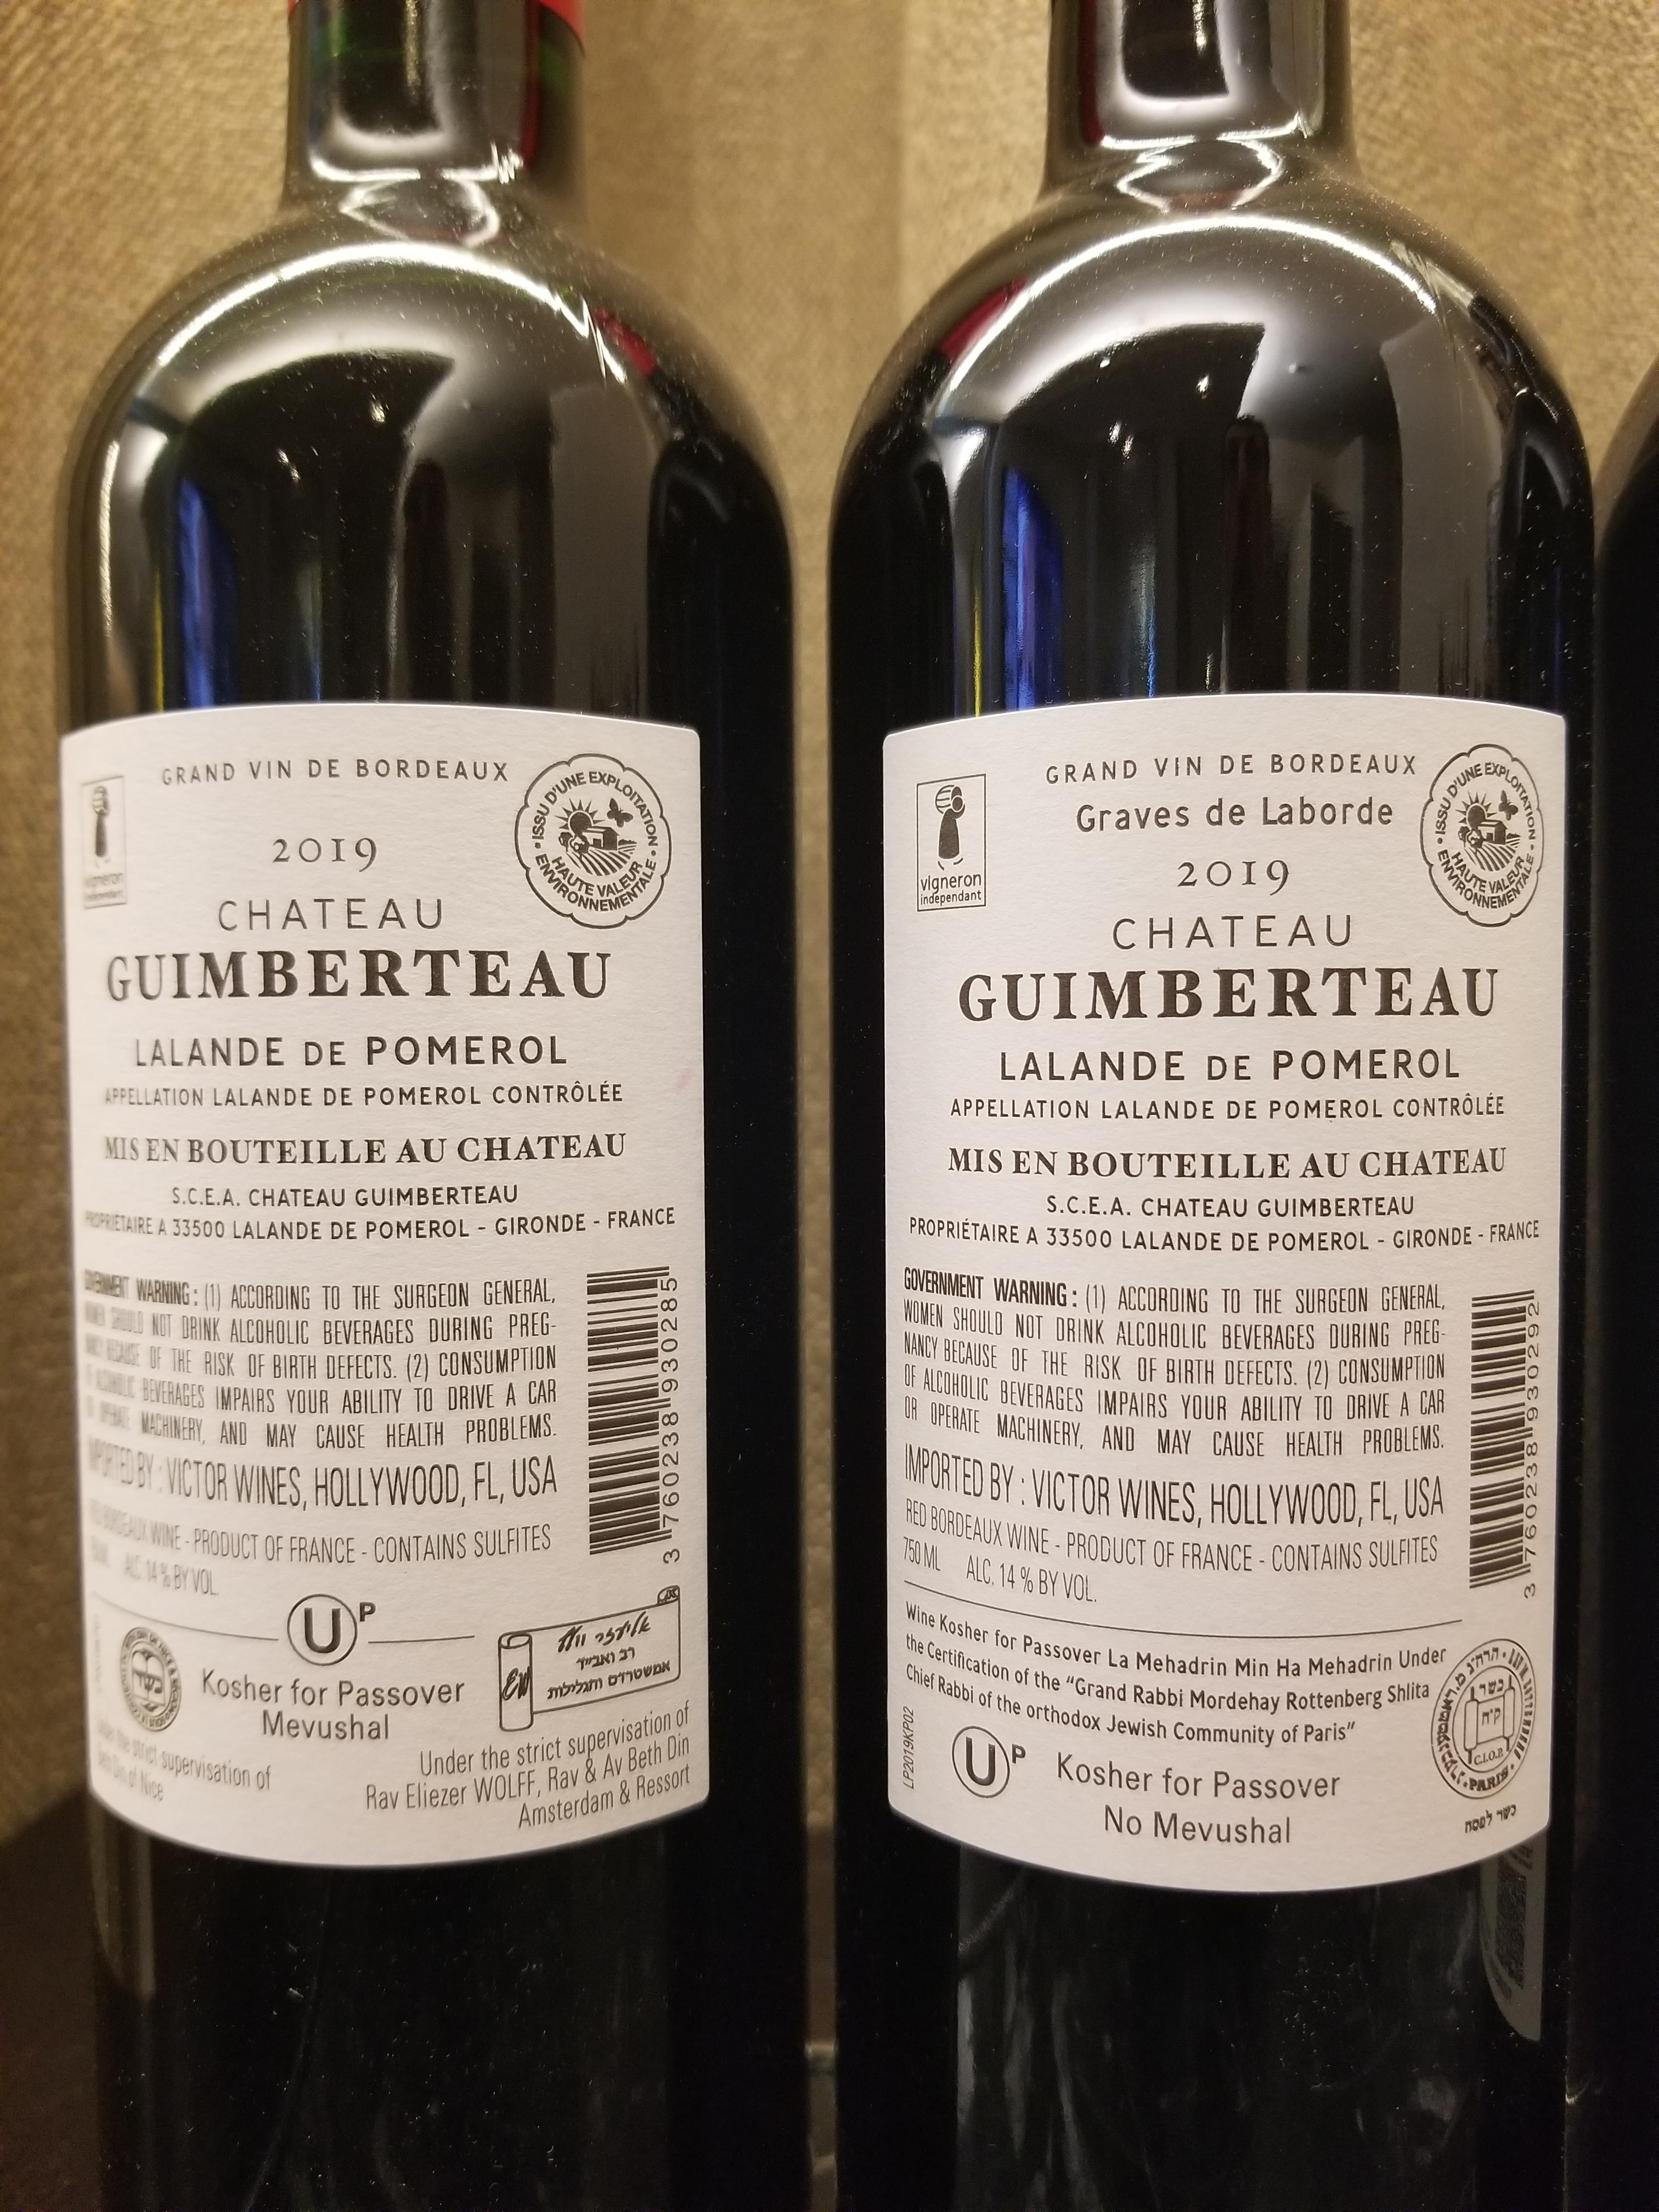 GRAND VIN DE BORDEAUX
vigneron
independant
ISSU D'UNE EXPLOITATION
HAUTE VALEUR
ENVIRONNEMENTALE
2019
CHATEAU
GUIMBERTEAU
LALANDE DE POMEROL
APPELLATION LALANDE DE POMEROL CONTRÔLÉE
MIS EN BOUTEILLE AU CHATEAU
S.C.E.A. CHATEAU GUIMBERTEAU
PROPRIÉTAIRE A 33500 LALANDE DE POMEROL - GIRONDE - FRANCE
GOVERNMENT WARNING : (1) ACCORDING TO THE SURGEON GENERAL,
WOMEN SHOULD NOT DRINK ALCOHOLIC BEVERAGES DURING PREG-
NANCY BECAUSE OF THE RISK OF BIRTH DEFECTS. (2) CONSUMPTION
OF ALCOHOLIC BEVERAGES IMPAIRS YOUR ABILITY TO DRIVE A CAR
OR OPERATE MACHINERY, AND MAY CAUSE HEALTH PROBLEMS.
IMPORTED BY : VICTOR WINES, HOLLYWOOD, FL, USA
RED BORDEAUX WINE - PRODUCT OF FRANCE - CONTAINS SULFITES
ALC. 14 % BY VOL.
3 760238 930285
U P
Kosher for Passover
Mevushal
כשר
אליעזר וולף
רב ואב״ד
אמשטרדם והגלילות
EW
Under the strict supervisation of
Beth Din of Nice
Under the strict supervisation of
Rav Eliezer WOLFF, Rav & Av Beth Din
Amsterdam & Ressort
GRAND VIN DE BORDEAUX
Graves de Laborde
vigneron
independant
ISSU D'UNE EXPLOITATION
HAUTE VALEUR
ENVIRONNEMENTALE
2019
CHATEAU
GUIMBERTEAU
LALANDE DE POMEROL
APPELLATION LALANDE DE POMEROL CONTRÔLÉE
MIS EN BOUTEILLE AU CHATEAU
S.C.E.A. CHATEAU GUIMBERTEAU
PROPRIÉTAIRE A 33500 LALANDE DE POMEROL - GIRONDE - FRANCE
GOVERNMENT WARNING : (1) ACCORDING TO THE SURGEON GENERAL,
WOMEN SHOULD NOT DRINK ALCOHOLIC BEVERAGES DURING PREG-
NANCY BECAUSE OF THE RISK OF BIRTH DEFECTS. (2) CONSUMPTION
OF ALCOHOLIC BEVERAGES IMPAIRS YOUR ABILITY TO DRIVE A CAR
OR OPERATE MACHINERY, AND MAY CAUSE HEALTH PROBLEMS.
IMPORTED BY : VICTOR WINES, HOLLYWOOD, FL, USA
RED BORDEAUX WINE - PRODUCT OF FRANCE - CONTAINS SULFITES
750 ML ALC. 14 % BY VOL.
3 760238 930292
Wine Kosher for Passover La Mehadrin Min Ha Mehadrin Under
the Certification of the "Grand Rabbi Mordehay Rottenberg Shlita
Chief Rabbi of the orthodox Jewish Community of Paris"
LP2019KP02
U P
Kosher for Passover
No Mevushal
כשר
ק״ח
C.I.O.P.
PARIS
כשר לפסח